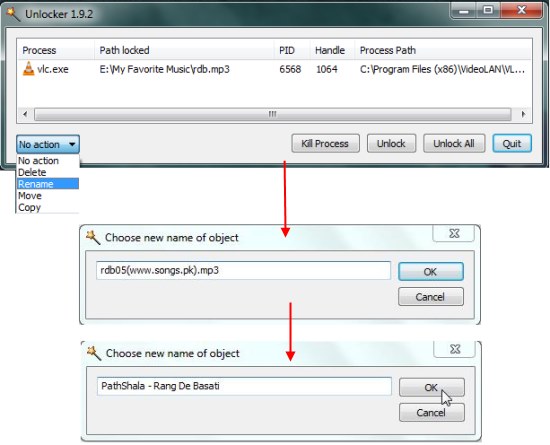 Unlocker 1.9.2
Process Path locked PID Handle Process Path
vlc.exe E:\My Favorite Music\rdb.mp3 6568 1064 C:\Program Files (x86)\VideoLAN\VL...
No action Kill Process Unlock Unlock All Quit
No action
Delete
Rename
Move
Copy
Choose new name of object
rdb05(www.songs.pk).mp3 OK
Cancel
Choose new name of object
PathShala - Rang De Basati OK
Cancel